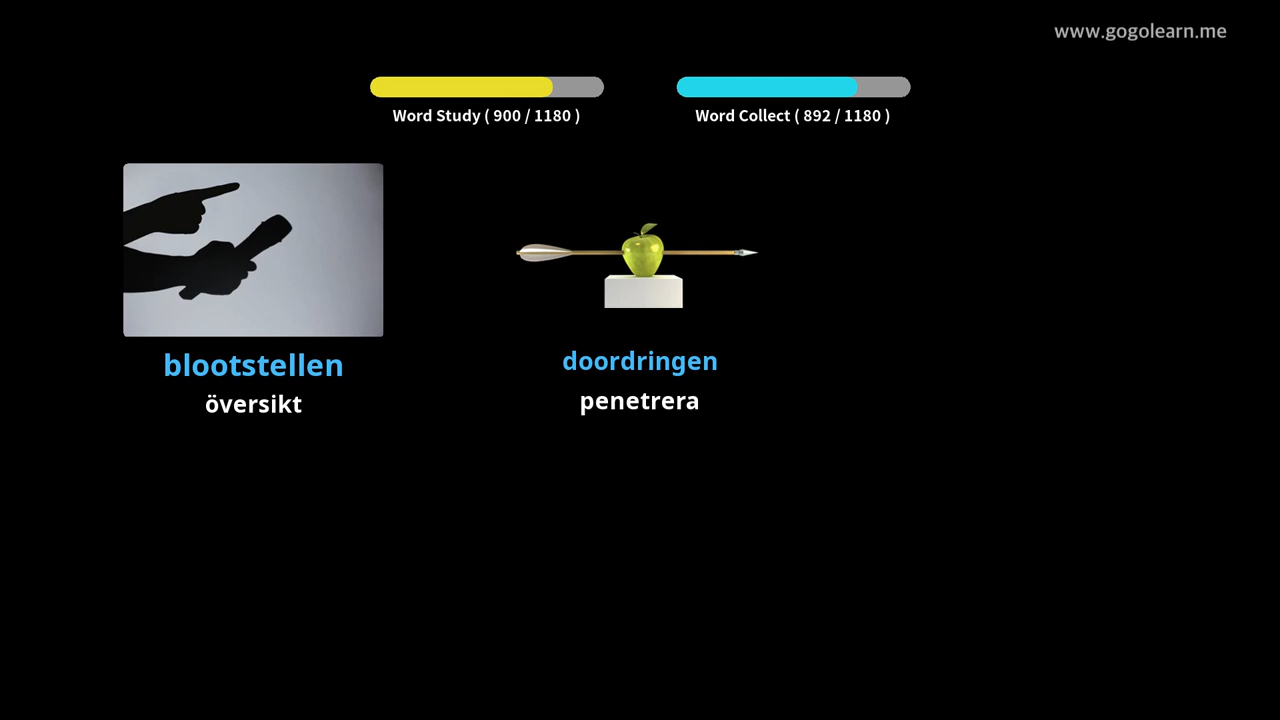 www.gogolearn.me
Word Study ( 900 / 1180 )
Word Collect ( 892 / 1180 )
blootstellen
översikt
doordringen
penetrera